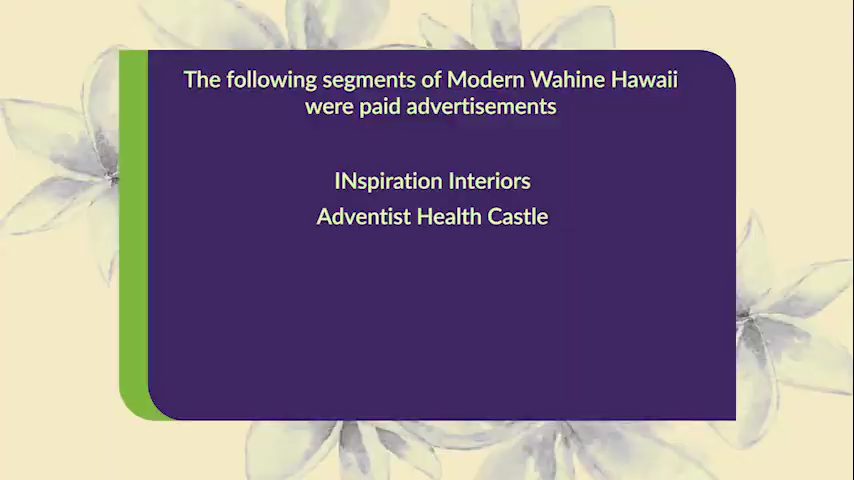 The following segments of Modern Wahine Hawaii
were paid advertisements
INspiration Interiors
Adventist Health Castle